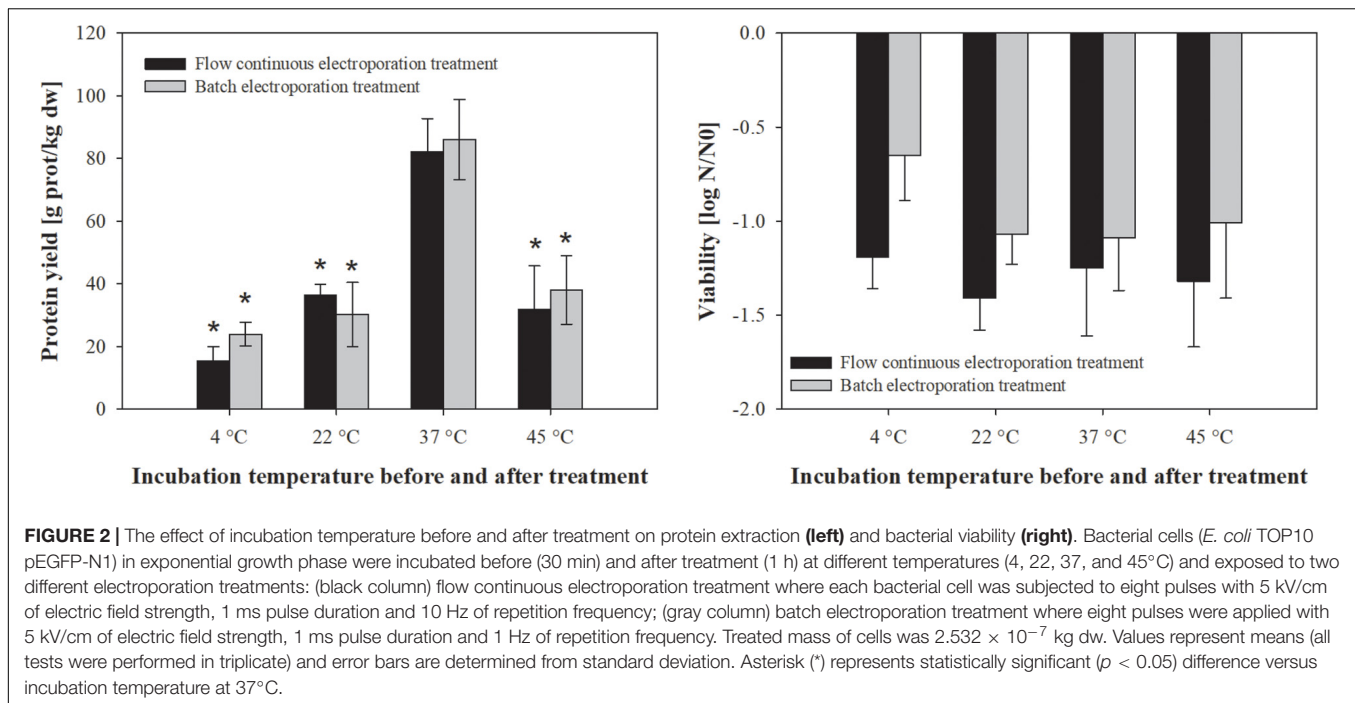 120
100
80
60
40
20
0
Protein yield [g prot/kg dw]
Flow continuous electroporation treatment
Batch electroporation treatment
* * * * * *
4 °C 22 °C 37 °C 45 °C
Incubation temperature before and after treatment
0.0
-0.5
-1.0
-1.5
-2.0
Viability [log N/N0]
Flow continuous electroporation treatment
Batch electroporation treatment
4 °C 22 °C 37 °C 45 °C
Incubation temperature before and after treatment
FIGURE 2 | The effect of incubation temperature before and after treatment on protein extraction (left) and bacterial viability (right). Bacterial cells (E. coli TOP10
pEGFP-N1) in exponential growth phase were incubated before (30 min) and after treatment (1 h) at different temperatures (4, 22, 37, and 45°C) and exposed to two
different electroporation treatments: (black column) flow continuous electroporation treatment where each bacterial cell was subjected to eight pulses with 5 kV/cm
of electric field strength, 1 ms pulse duration and 10 Hz of repetition frequency; (gray column) batch electroporation treatment where eight pulses were applied with
5 kV/cm of electric field strength, 1 ms pulse duration and 1 Hz of repetition frequency. Treated mass of cells was 2.532 × 10⁻⁷ kg dw. Values represent means (all
tests were performed in triplicate) and error bars are determined from standard deviation. Asterisk (*) represents statistically significant (p < 0.05) difference versus
incubation temperature at 37°C.